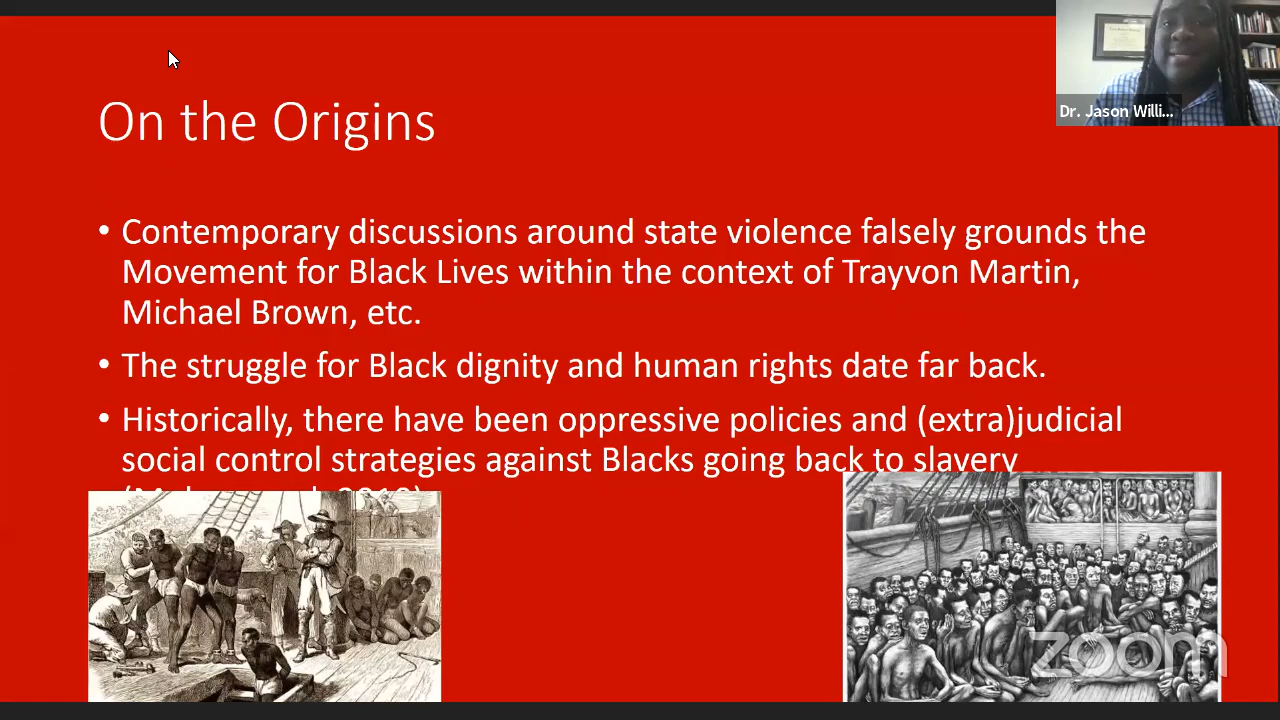 Dr. Jason Willi...
On the Origins
• Contemporary discussions around state violence falsely grounds the
Movement for Black Lives within the context of Trayvon Martin,
Michael Brown, etc.
• The struggle for Black dignity and human rights date far back.
• Historically, there have been oppressive policies and (extra)judicial
social control strategies against Blacks going back to slavery
zoom